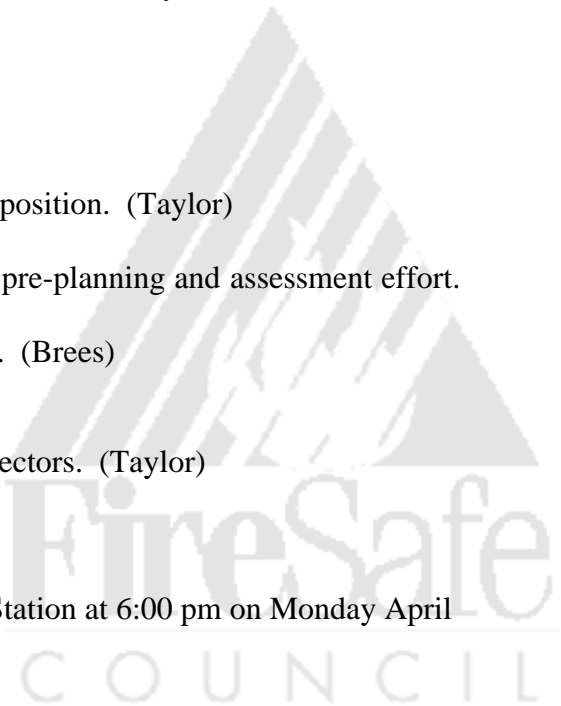 position. (Taylor)
pre-planning and assessment effort.
. (Brees)
ectors. (Taylor)
Station at 6:00 pm on Monday April
FireSafe
COUNCIL